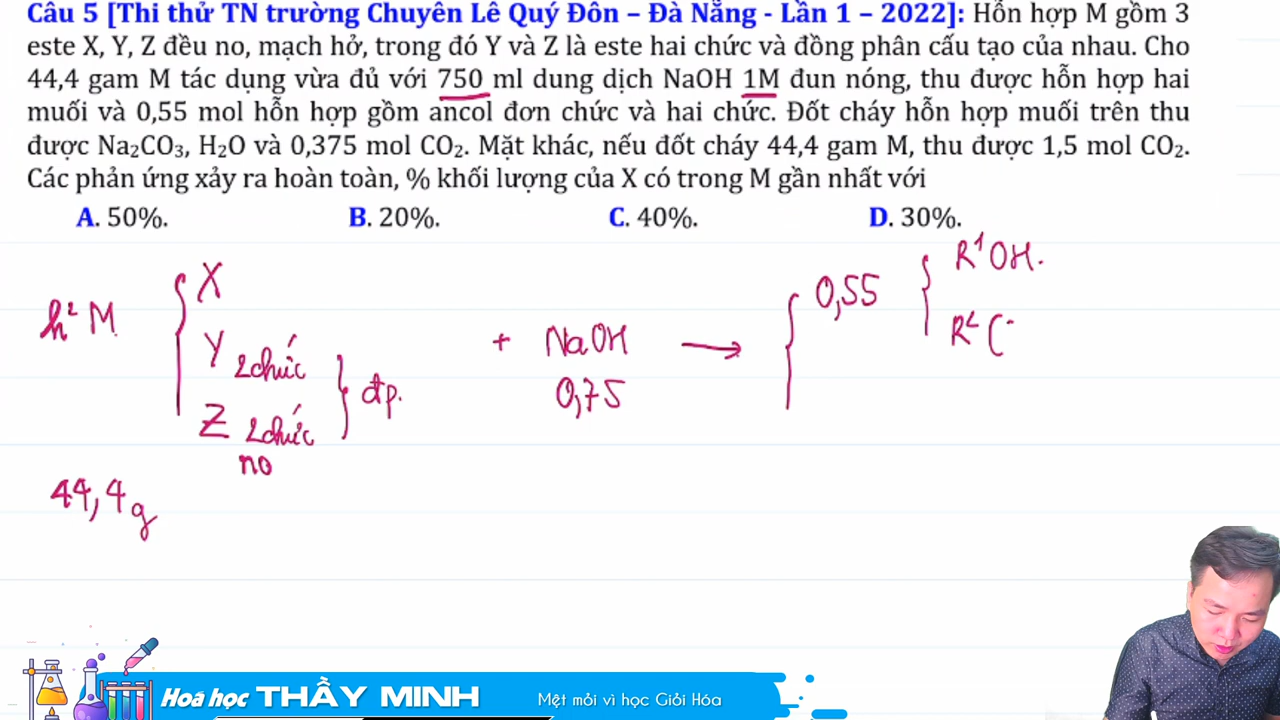 Câu 5 [Thi thử TN trường Chuyên Lê Quý Đôn – Đà Nẵng - Lần 1 – 2022]: Hỗn hợp M gồm 3
este X, Y, Z đều no, mạch hở, trong đó Y và Z là este hai chức và đồng phân cấu tạo của nhau. Cho
44,4 gam M tác dụng vừa đủ với 750 ml dung dịch NaOH 1M đun nóng, thu được hỗn hợp hai
muối và 0,55 mol hỗn hợp gồm ancol đơn chức và hai chức. Đốt cháy hỗn hợp muối trên thu
được Na₂CO₃, H₂O và 0,375 mol CO₂. Mặt khác, nếu đốt cháy 44,4 gam M, thu được 1,5 mol CO₂.
Các phản ứng xảy ra hoàn toàn, % khối lượng của X có trong M gần nhất với
A. 50%. B. 20%. C. 40%. D. 30%.
h² M
X
Y 2chức
Z 2chức
no
đp.
+ NaOH →
0,75
0,55
R¹OH.
R² (
44,4g
Hoá học THẦY MINH
Mệt mỏi vì học Giỏi Hóa